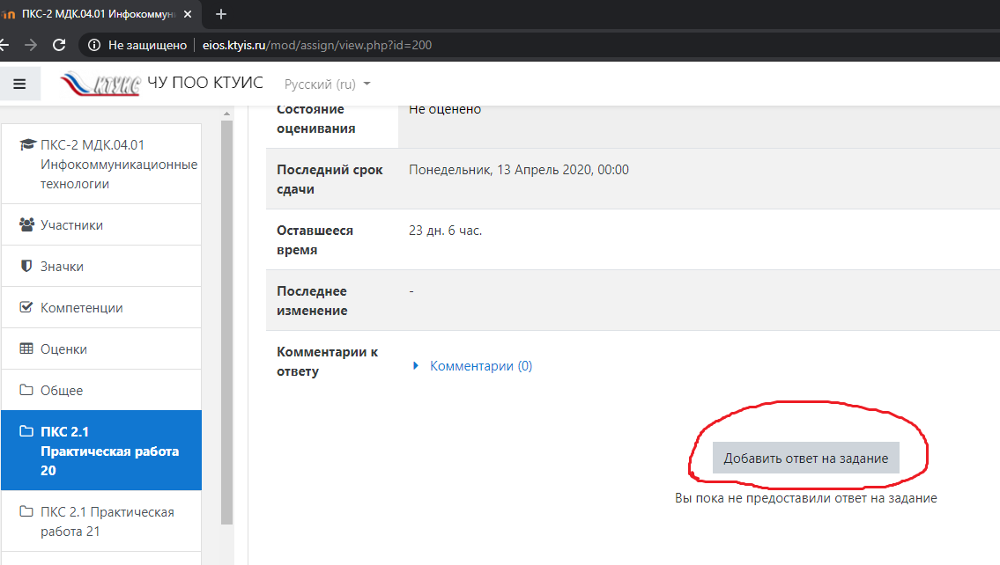 ПКС-2 МДК.04.01 Инфокоммун
Не защищено eios.ktyis.ru/mod/assign/view.php?id=200
КТУИС ЧУ ПОО КТУИС Русский (ru)
ПКС-2 МДК.04.01
Инфокоммуникационные
технологии
Участники
Значки
Компетенции
Оценки
Общее
ПКС 2.1
Практическая работа
20
ПКС 2.1 Практическая
работа 21
Состояние
оценивания
Не оценено
Последний срок
сдачи
Понедельник, 13 Апрель 2020, 00:00
Оставшееся
время
23 дн. 6 час.
Последнее
изменение
-
Комментарии к
ответу
Комментарии (0)
Добавить ответ на задание
Вы пока не предоставили ответ на задание